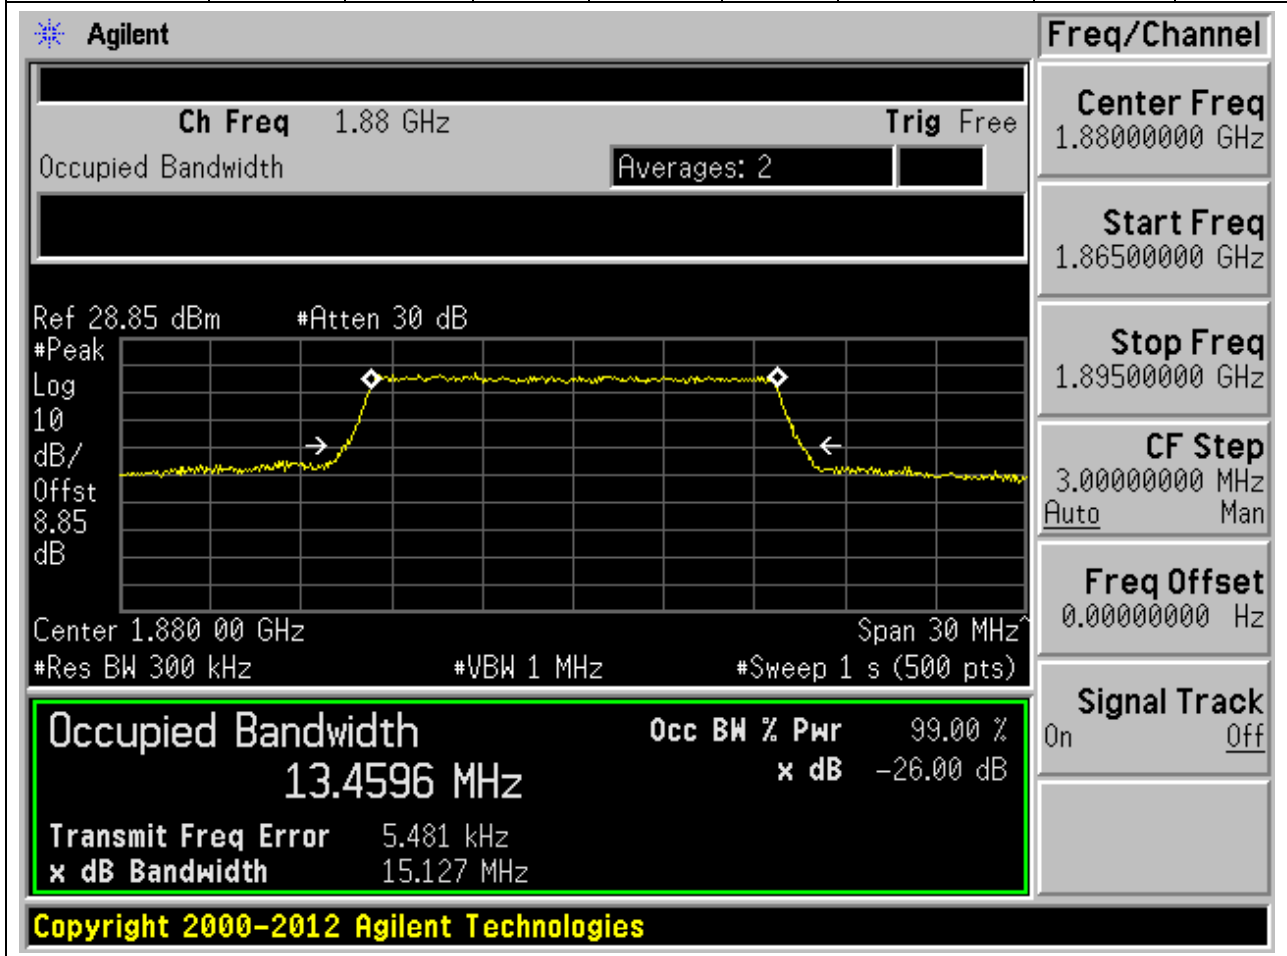 Agilent
Freq/Channel
Ch Freq 1.88 GHz Trig Free
Occupied Bandwidth Averages: 2
Center Freq
1.88000000 GHz
Start Freq
1.86500000 GHz
Stop Freq
1.89500000 GHz
CF Step
3.00000000 MHz
Auto Man
Freq Offset
0.00000000 Hz
Signal Track
On Off
Ref 28.85 dBm #Atten 30 dB
#Peak
Log
10
dB/
Offst
8.85
dB
Center 1.880 00 GHz Span 30 MHz^
#Res BW 300 kHz #VBW 1 MHz #Sweep 1 s (500 pts)
Occupied Bandwidth
13.4596 MHz
Occ BW % Pwr 99.00 %
x dB -26.00 dB
Transmit Freq Error 5.481 kHz
x dB Bandwidth 15.127 MHz
Copyright 2000-2012 Agilent Technologies